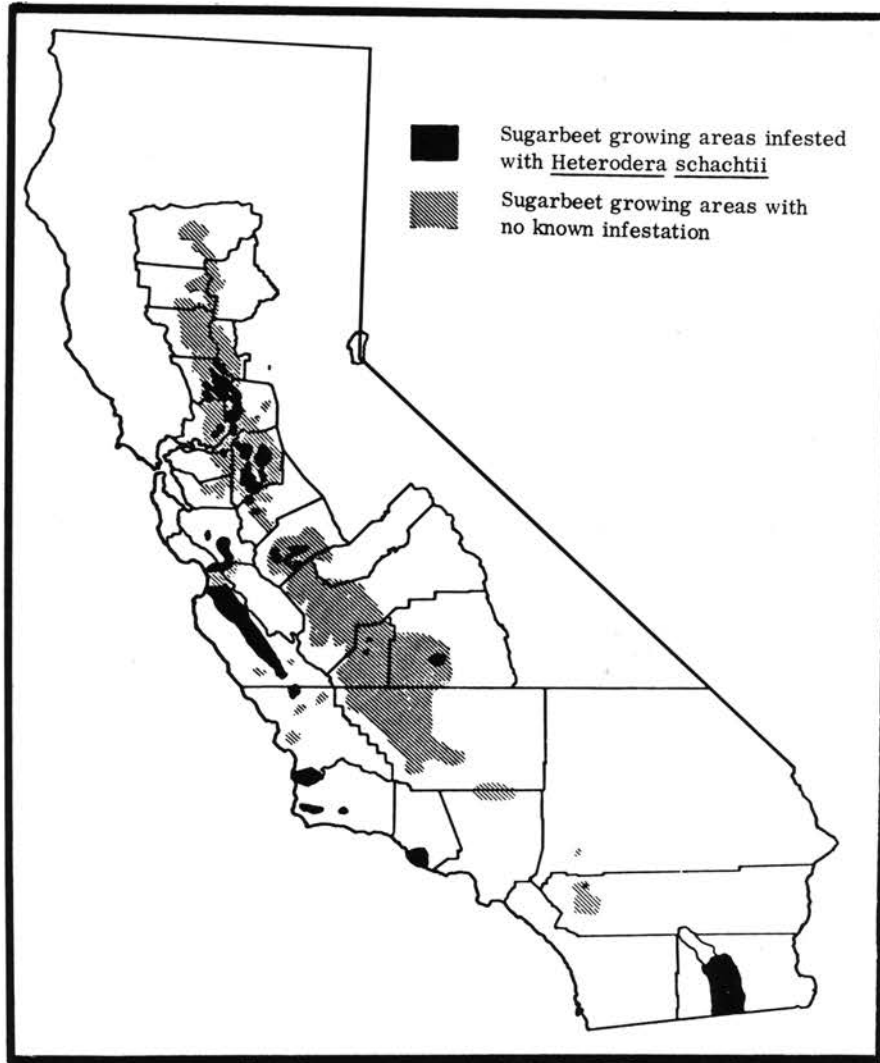 Sugarbeet growing areas infested
with Heterodera schachtii
Sugarbeet growing areas with
no known infestation